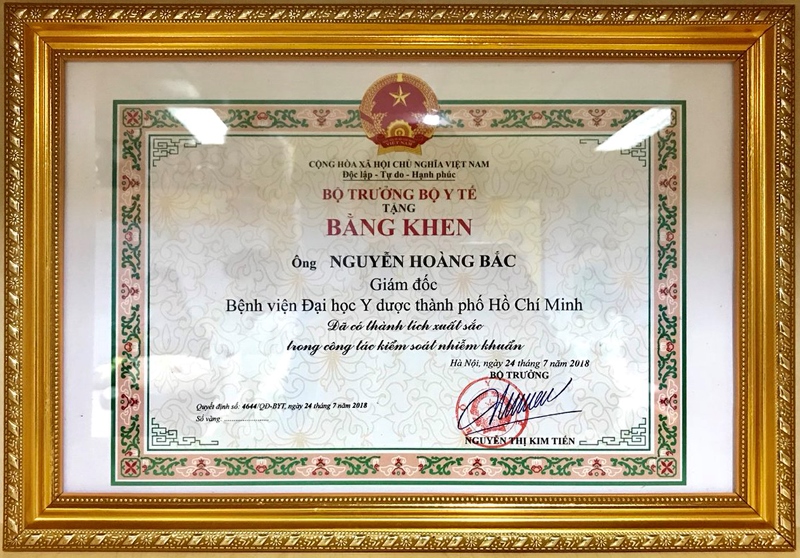 CỘNG HÒA XÃ HỘI CHỦ NGHĨA VIỆT NAM
Độc lập - Tự do - Hạnh phúc
BỘ TRƯỞNG BỘ Y TẾ
TẶNG
BẰNG KHEN
Ông NGUYỄN HOÀNG BẮC
Giám đốc
Bệnh viện Đại học Y dược thành phố Hồ Chí Minh
Đã có thành tích xuất sắc
trong công tác kiểm soát nhiễm khuẩn
Hà Nội, ngày 24 tháng 7 năm 2018
BỘ TRƯỞNG
Quyết định số: 4644/QĐ-BYT, ngày 24 tháng 7 năm 2018
Số vàng: ........................
NGUYỄN THỊ KIM TIẾN